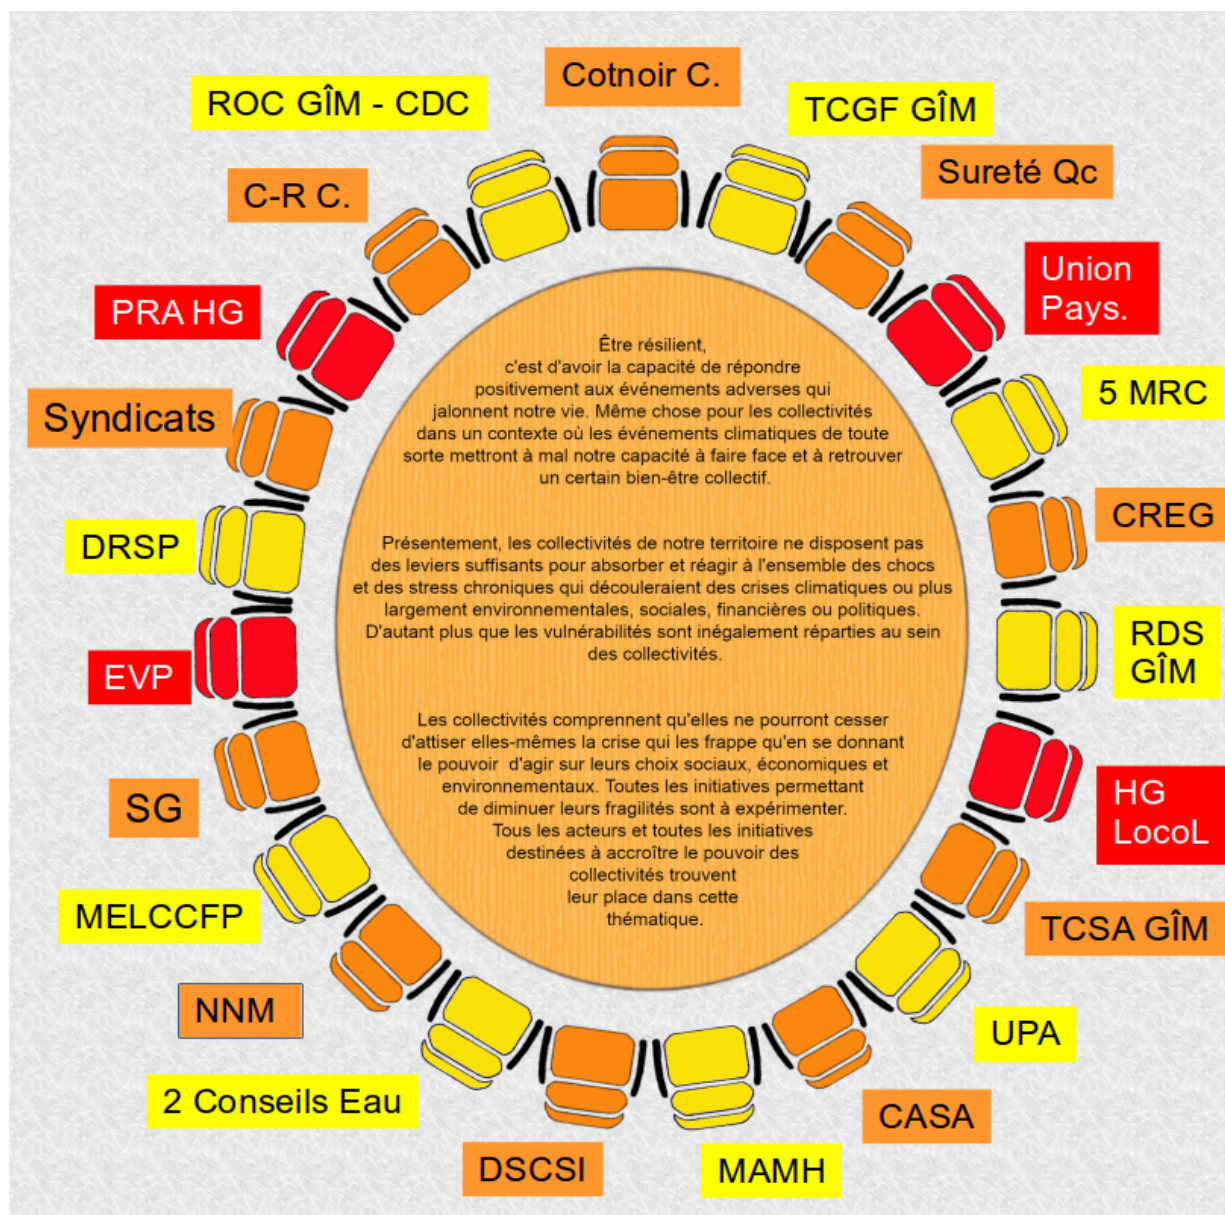 Cotnoir C.
ROC GÎM - CDC
TCGF GÎM
Sureté Qc
C-R C.
Union
Pays.
PRA HG
5 MRC
Syndicats
CREG
DRSP
RDS
GÎM
EVP
HG
LocoL
SG
TCSA GÎM
MELCCFP
UPA
NNM
2 Conseils Eau
CASA
DSCSI
MAMH
Être résilient,
c'est d'avoir la capacité de répondre
positivement aux événements adverses qui
jalonnent notre vie. Même chose pour les collectivités
dans un contexte où les événements climatiques de toute
sorte mettront à mal notre capacité à faire face et à retrouver
un certain bien-être collectif.
Présentement, les collectivités de notre territoire ne disposent pas
des leviers suffisants pour absorber et réagir à l'ensemble des chocs
et des stress chroniques qui découleraient des crises climatiques ou plus
largement environnementales, sociales, financières ou politiques.
D'autant plus que les vulnérabilités sont inégalement réparties au sein
des collectivités.
Les collectivités comprennent qu'elles ne pourront cesser
d'attiser elles-mêmes la crise qui les frappe qu'en se donnant
le pouvoir d'agir sur leurs choix sociaux, économiques et
environnementaux. Toutes les initiatives permettant
de diminuer leurs fragilités sont à expérimenter.
Tous les acteurs et toutes les initiatives
destinées à accroître le pouvoir des
collectivités trouvent
leur place dans cette
thématique.